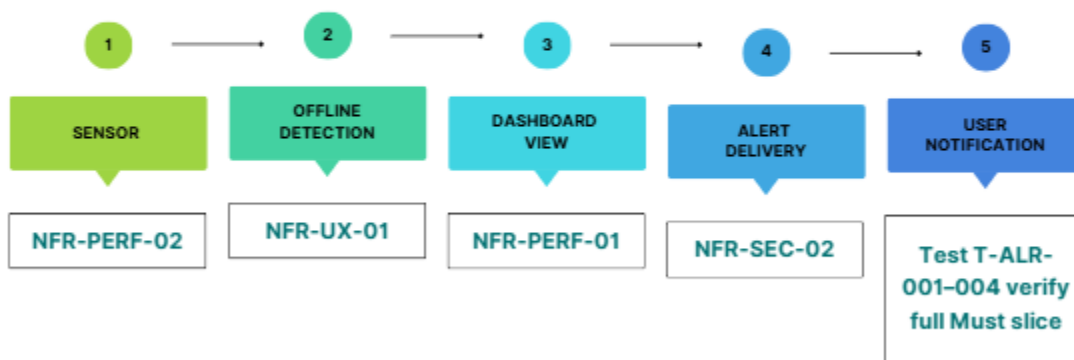 1
2
3
4
5
SENSOR
OFFLINE
DETECTION
DASHBOARD
VIEW
ALERT
DELIVERY
USER
NOTIFICATION
NFR-PERF-02
NFR-UX-01
NFR-PERF-01
NFR-SEC-02
Test T-ALR-
001–004 verify
full Must slice